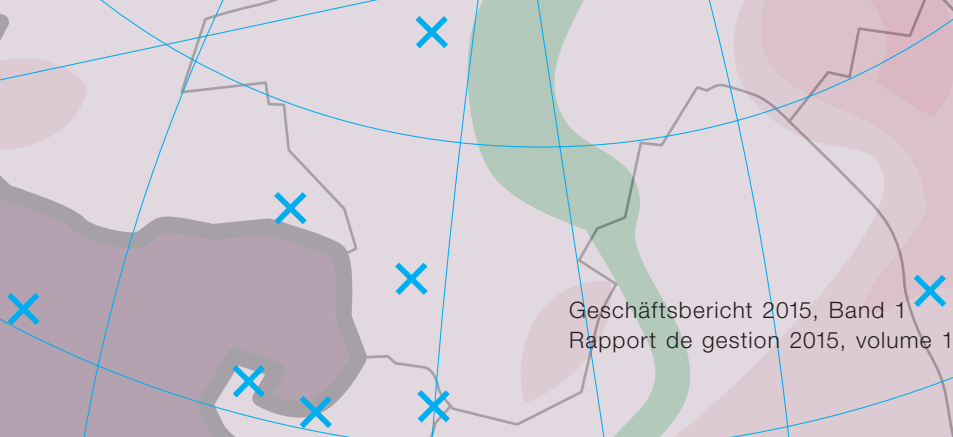 Geschäftsbericht 2015, Band 1
Rapport de gestion 2015, volume 1